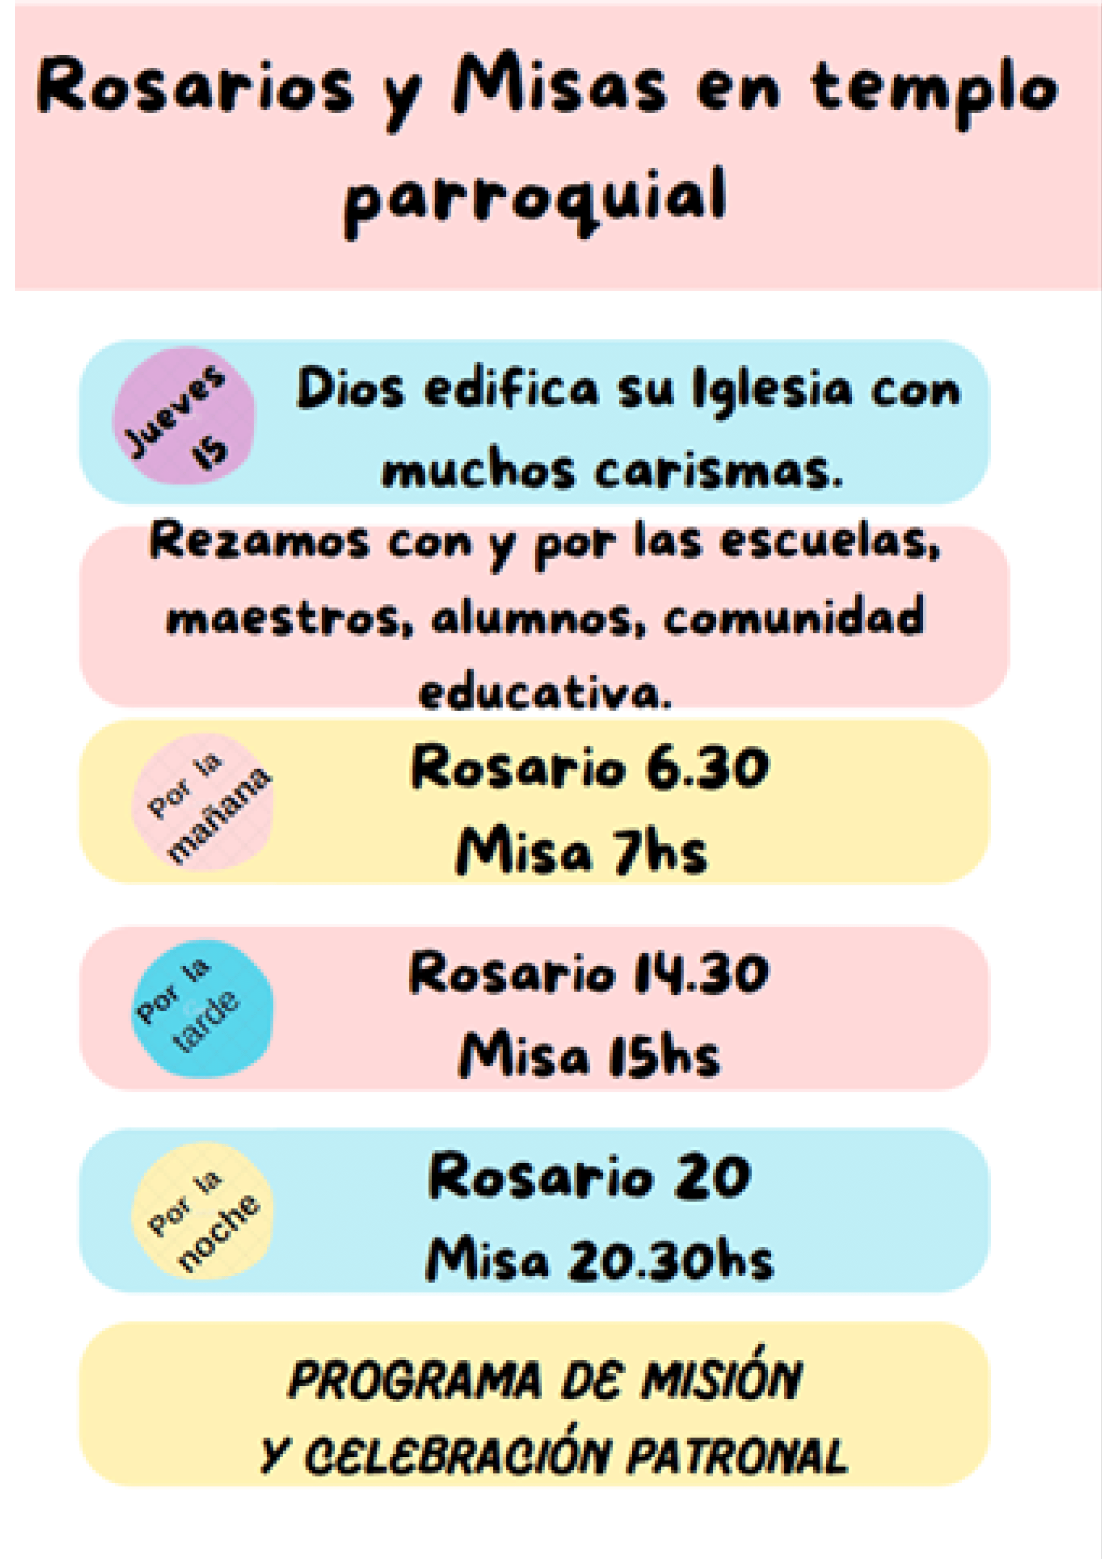 Rosarios y Misas en templo
parroquial
Jueves
15
Dios edifica su Iglesia con
muchos carismas.
Rezamos con y por las escuelas,
maestros, alumnos, comunidad
educativa.
Por la
mañana
Rosario 6.30
Misa 7hs
Por la
tarde
Rosario 14.30
Misa 15hs
Por la
noche
Rosario 20
Misa 20.30hs
PROGRAMA DE MISIÓN
Y CELEBRACIÓN PATRONAL